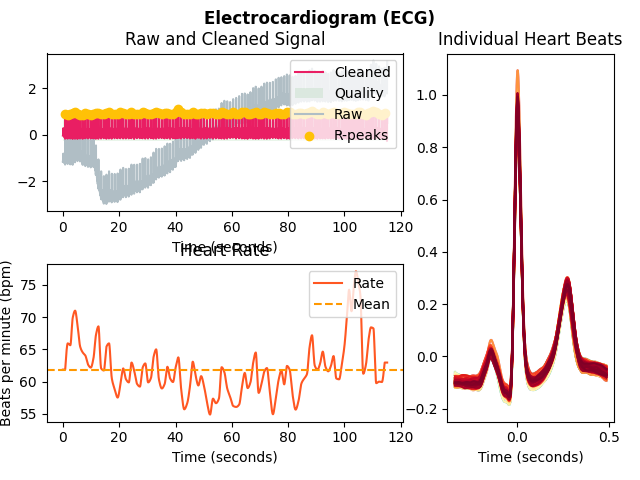 Electrocardiogram (ECG)
Raw and Cleaned Signal
Cleaned
Quality
Raw
R-peaks
2
0
−2
0 20 40 60 80 100 120
Time (seconds)
Heart Rate
Rate
Mean
Beats per minute (bpm)
75
70
65
60
55
0 20 40 60 80 100 120
Time (seconds)
Individual Heart Beats
1.0
0.8
0.6
0.4
0.2
0.0
−0.2
0.0 0.5
Time (seconds)